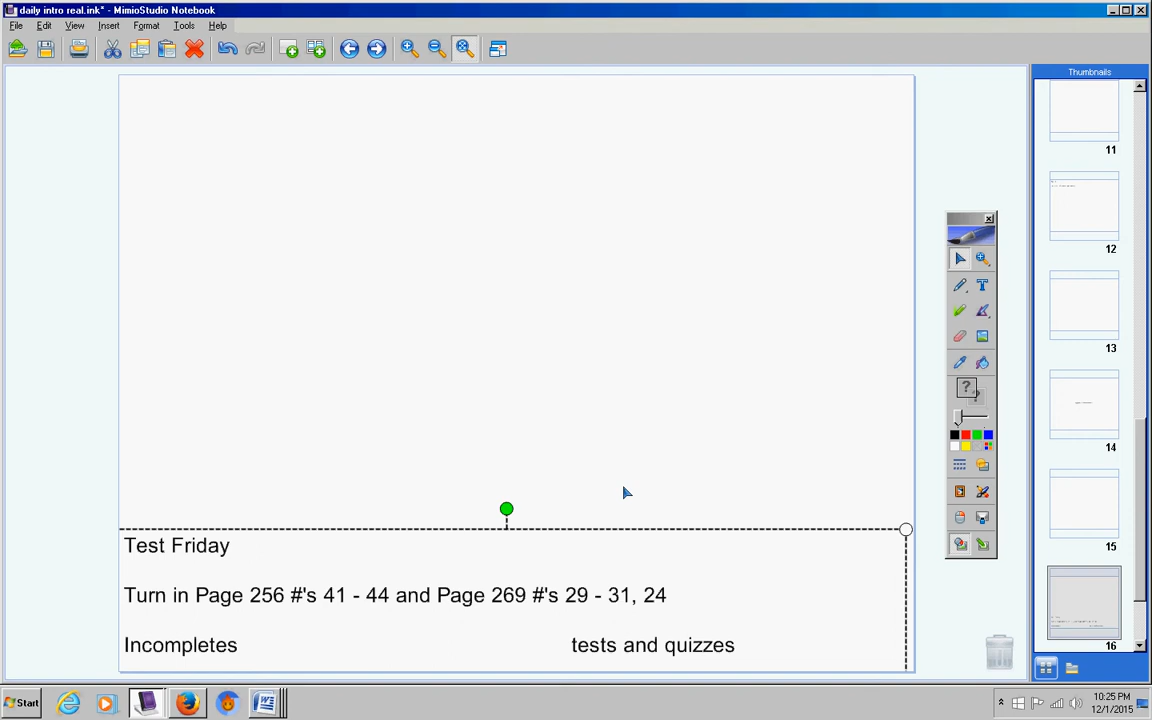 daily intro real.ink* - MimioStudio Notebook
File Edit View Insert Format Tools Help
Thumbnails
11
12
13
14
15
16
Test Friday
Turn in Page 256 #'s 41 - 44 and Page 269 #'s 29 - 31, 24
Incompletes tests and quizzes
Start
10:25 PM
12/1/2015